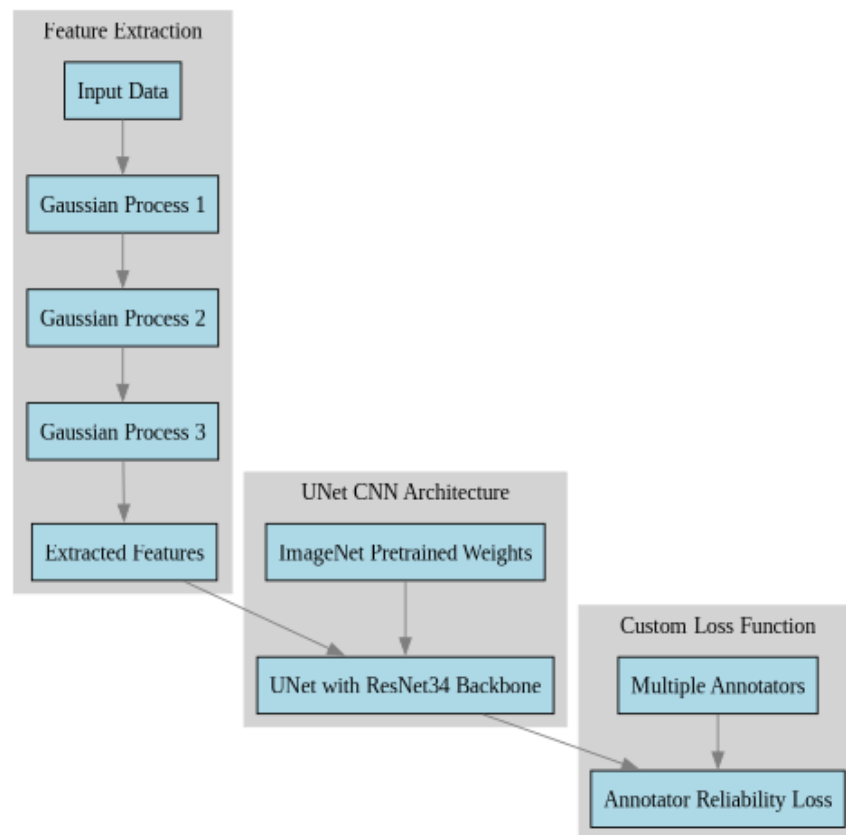 Feature Extraction
Input Data
Gaussian Process 1
Gaussian Process 2
Gaussian Process 3
Extracted Features
UNet CNN Architecture
ImageNet Pretrained Weights
UNet with ResNet34 Backbone
Custom Loss Function
Multiple Annotators
Annotator Reliability Loss